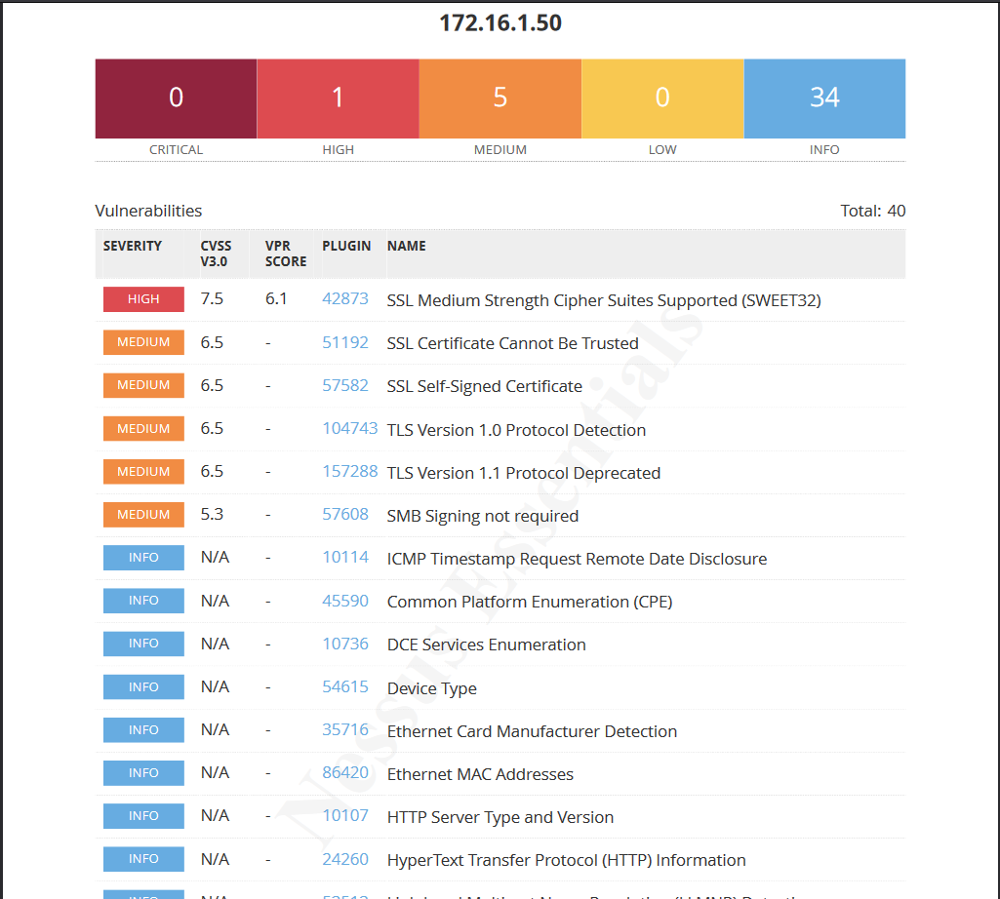 172.16.1.50
0 1 5 0 34
CRITICAL HIGH MEDIUM LOW INFO
Vulnerabilities Total: 40
SEVERITY CVSS V3.0 VPR SCORE PLUGIN NAME
HIGH 7.5 6.1 42873 SSL Medium Strength Cipher Suites Supported (SWEET32)
MEDIUM 6.5 - 51192 SSL Certificate Cannot Be Trusted
MEDIUM 6.5 - 57582 SSL Self-Signed Certificate
MEDIUM 6.5 - 104743 TLS Version 1.0 Protocol Detection
MEDIUM 6.5 - 157288 TLS Version 1.1 Protocol Deprecated
MEDIUM 5.3 - 57608 SMB Signing not required
INFO N/A - 10114 ICMP Timestamp Request Remote Date Disclosure
INFO N/A - 45590 Common Platform Enumeration (CPE)
INFO N/A - 10736 DCE Services Enumeration
INFO N/A - 54615 Device Type
INFO N/A - 35716 Ethernet Card Manufacturer Detection
INFO N/A - 86420 Ethernet MAC Addresses
INFO N/A - 10107 HTTP Server Type and Version
INFO N/A - 24260 HyperText Transfer Protocol (HTTP) Information
Nessus Essentials